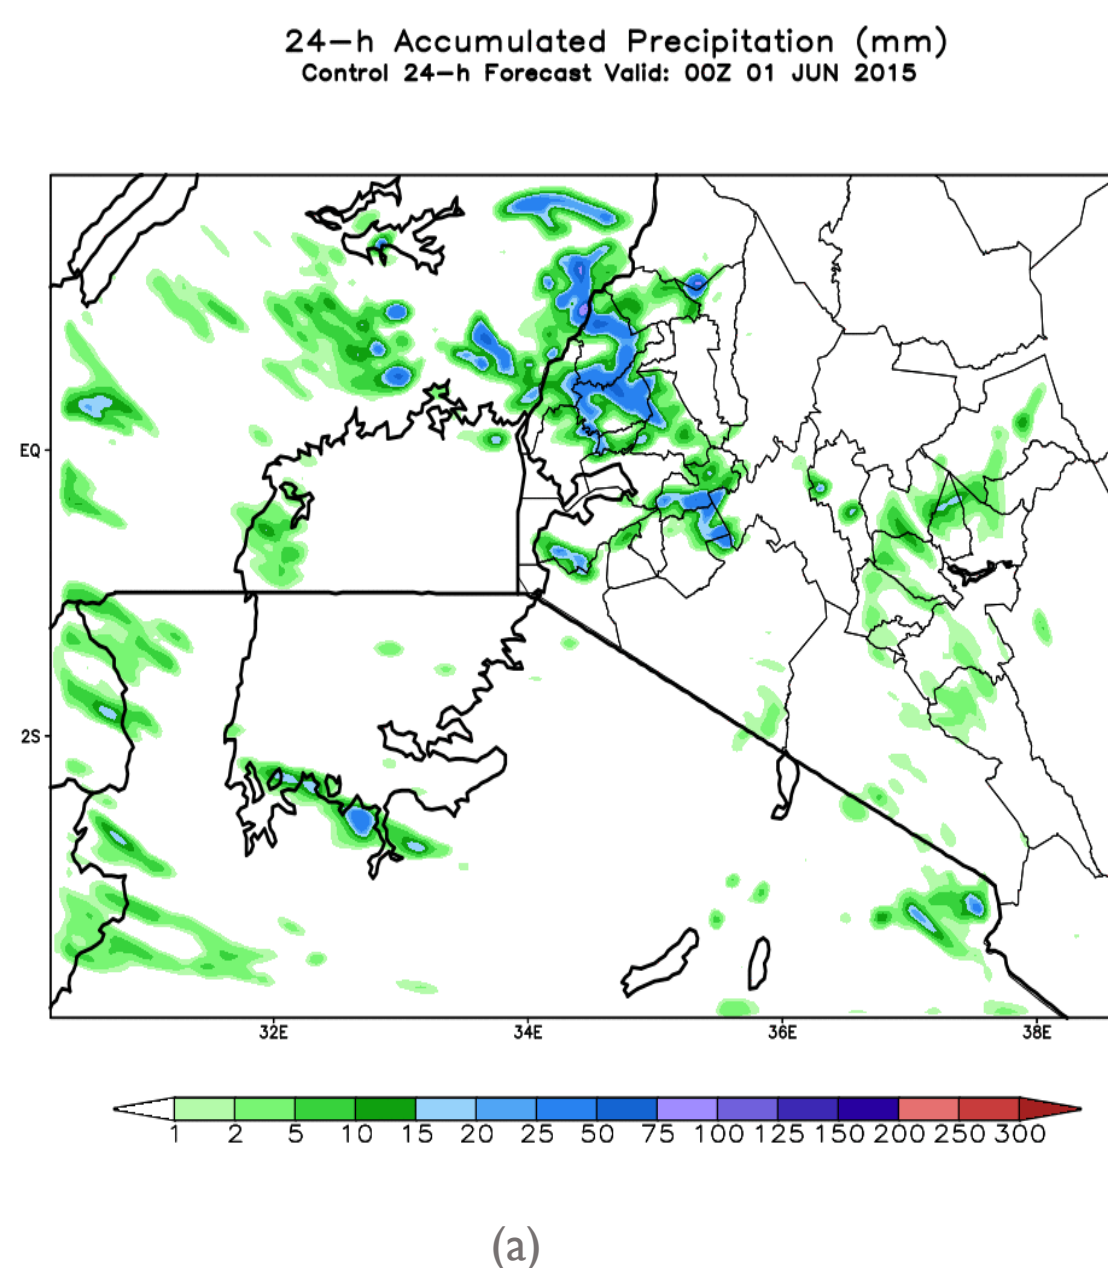 24-h Accumulated Precipitation (mm)
Control 24-h Forecast Valid: 00Z 01 JUN 2015
EQ
2S
32E 34E 36E 38E
1 2 5 10 15 20 25 50 75 100 125 150 200 250 300
(a)